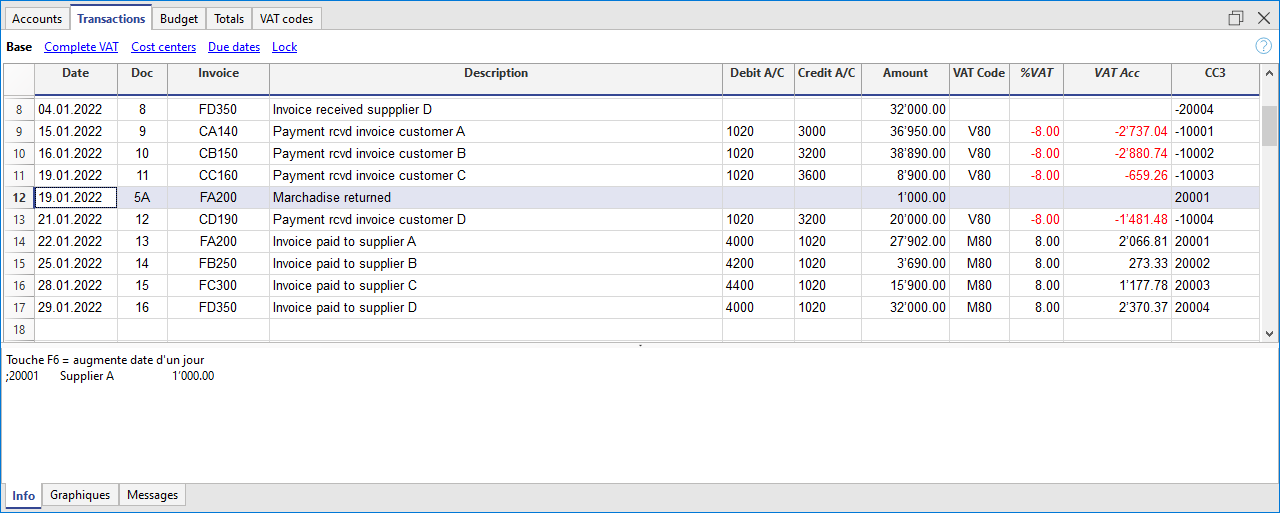 Accounts Transactions Budget Totals VAT codes
Base Complete VAT Cost centers Due dates Lock
Date Doc Invoice Description Debit A/C Credit A/C Amount VAT Code %VAT VAT Acc CC3
8 04.01.2022 8 FD350 Invoice received suppplier D 32'000.00 -20004
9 15.01.2022 9 CA140 Payment rcvd invoice customer A 1020 3000 36'950.00 V80 -8.00 -2'737.04 -10001
10 16.01.2022 10 CB150 Payment rcvd invoice customer B 1020 3200 38'890.00 V80 -8.00 -2'880.74 -10002
11 19.01.2022 11 CC160 Payment rcvd invoice customer C 1020 3600 8'900.00 V80 -8.00 -659.26 -10003
12 19.01.2022 5A FA200 Marchadise returned 1'000.00 20001
13 21.01.2022 12 CD190 Payment rcvd invoice customer D 1020 3200 20'000.00 V80 -8.00 -1'481.48 -10004
14 22.01.2022 13 FA200 Invoice paid to supplier A 4000 1020 27'902.00 M80 8.00 2'066.81 20001
15 25.01.2022 14 FB250 Invoice paid to supplier B 4200 1020 3'690.00 M80 8.00 273.33 20002
16 28.01.2022 15 FC300 Invoice paid to supplier C 4400 1020 15'900.00 M80 8.00 1'177.78 20003
17 29.01.2022 16 FD350 Invoice paid to supplier D 4000 1020 32'000.00 M80 8.00 2'370.37 20004
18
Touche F6 = augmente date d'un jour
;20001 Supplier A 1'000.00
Info Graphiques Messages